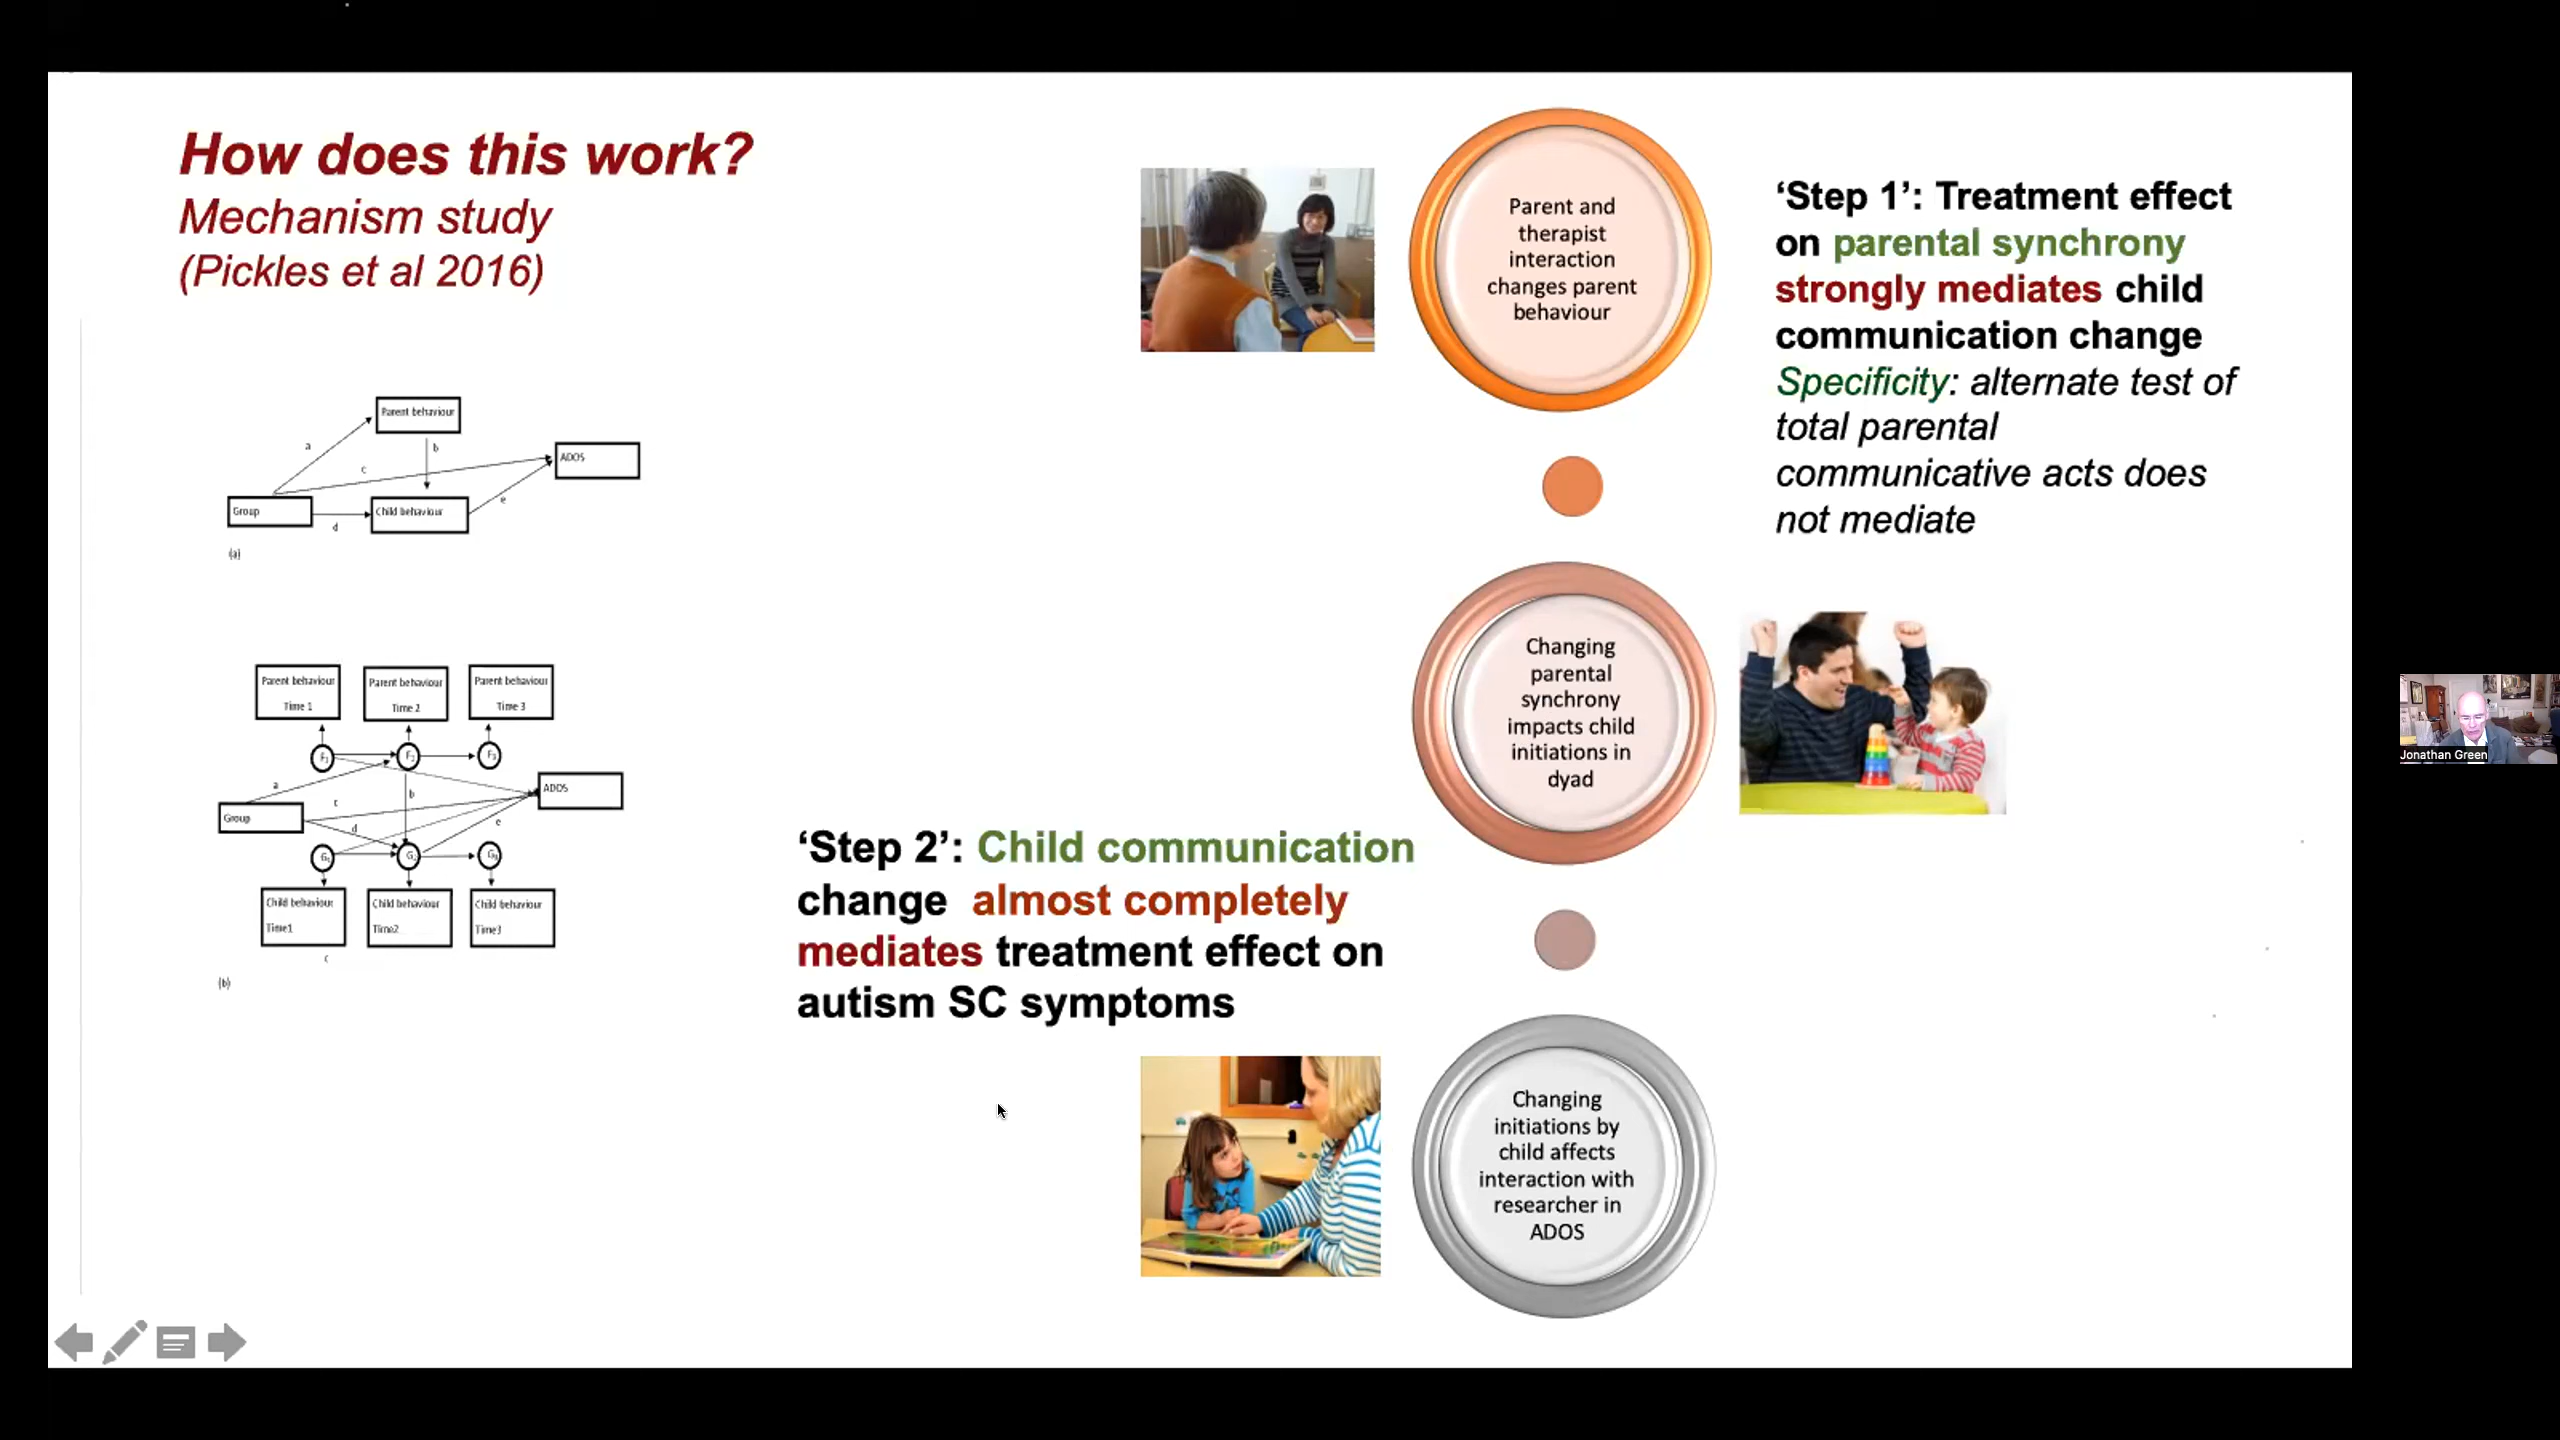 How does this work?
Mechanism study
(Pickles et al 2016)
Parent behaviour
a
b
c
ADOS
e
Group
d
Child behaviour
(a)
Parent behaviour
Time 1
Parent behaviour
Time 2
Parent behaviour
Time 3
F1
F2
F3
a
b
ADOS
Group
d
e
G2
Child behaviour
Time1
Child behaviour
Time2
Child behaviour
Time3
c
(b)
Parent and
therapist
interaction
changes parent
behaviour
‘Step 1’: Treatment effect
on parental synchrony
strongly mediates child
communication change
Specificity: alternate test of
total parental
communicative acts does
not mediate
Changing
parental
synchrony
impacts child
initiations in
dyad
‘Step 2’: Child communication
change almost completely
mediates treatment effect on
autism SC symptoms
Changing
initiations by
child affects
interaction with
researcher in
ADOS
Jonathan Green